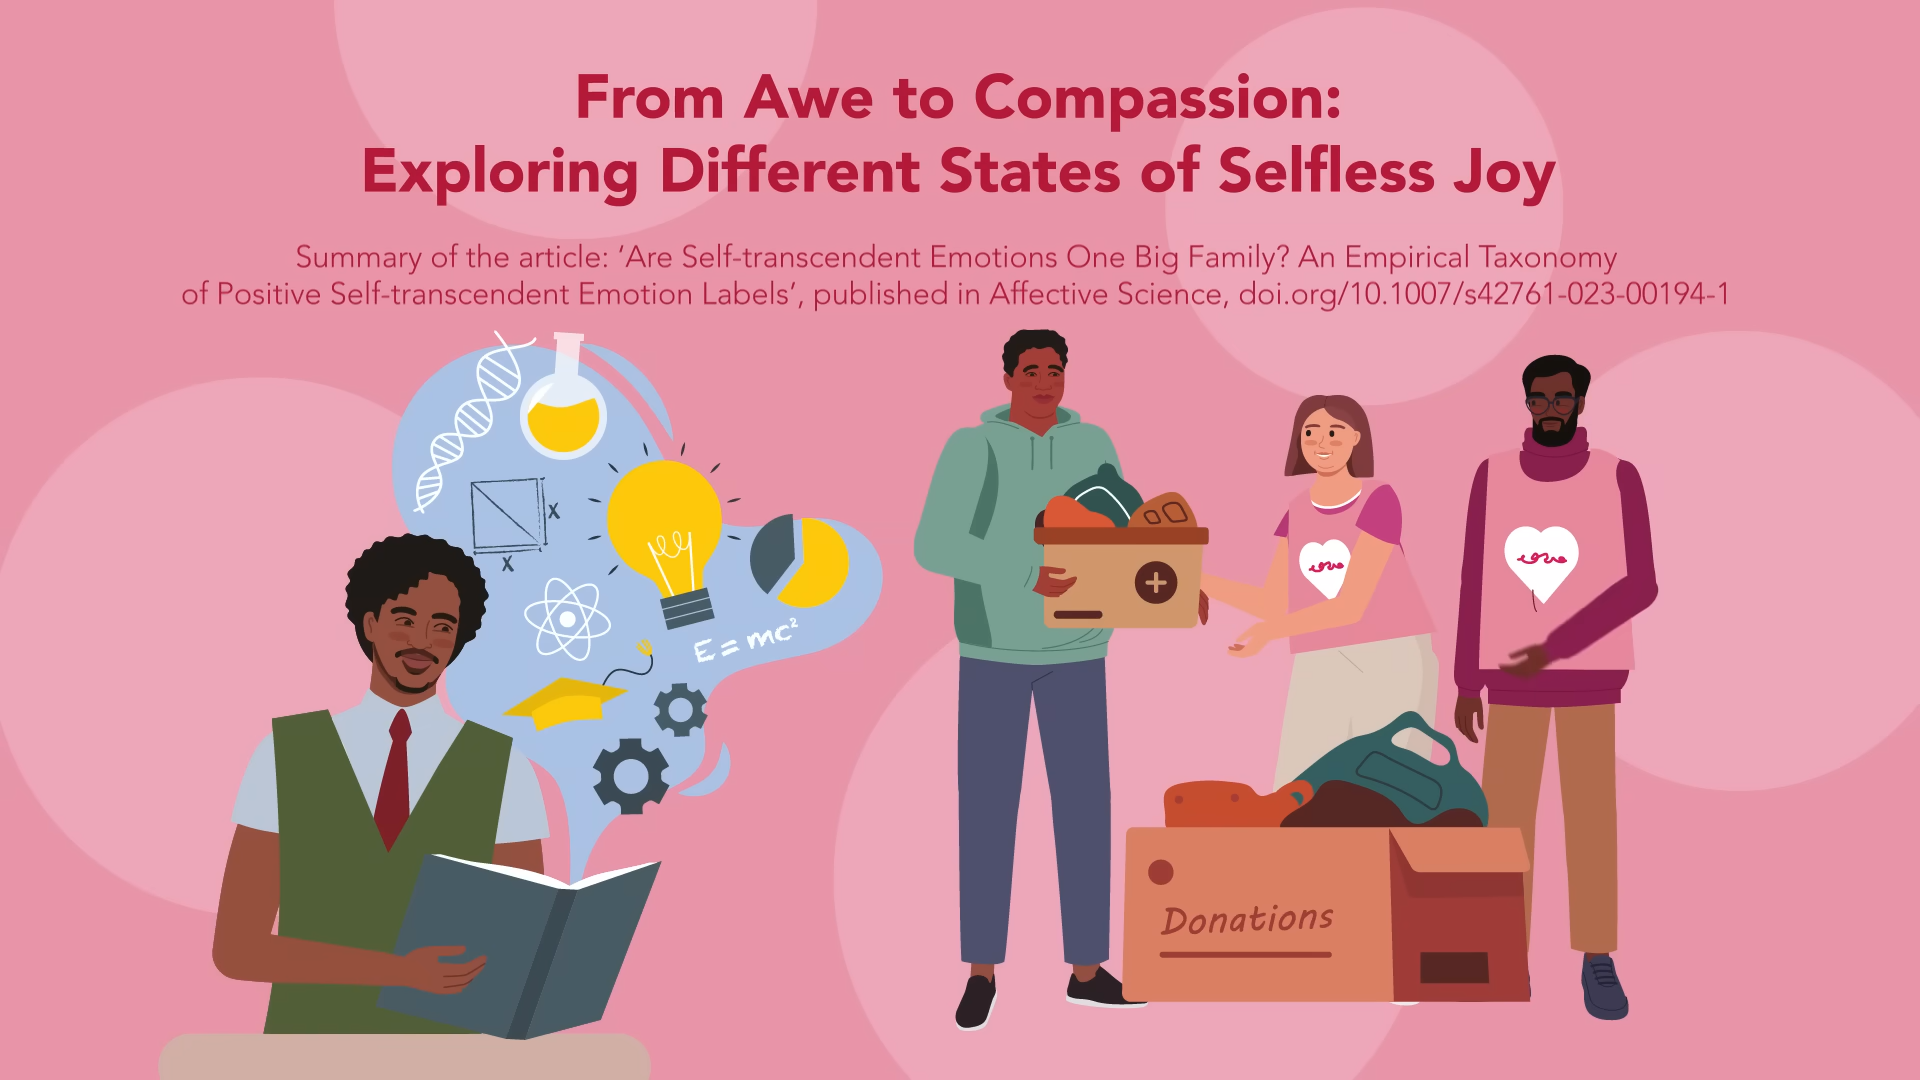 From Awe to Compassion:
Exploring Different States of Selfless Joy
Summary of the article: ‘Are Self-transcendent Emotions One Big Family? An Empirical Taxonomy
of Positive Self-transcendent Emotion Labels’, published in Affective Science, doi.org/10.1007/s42761-023-00194-1
x
x
E = mc²
Donations